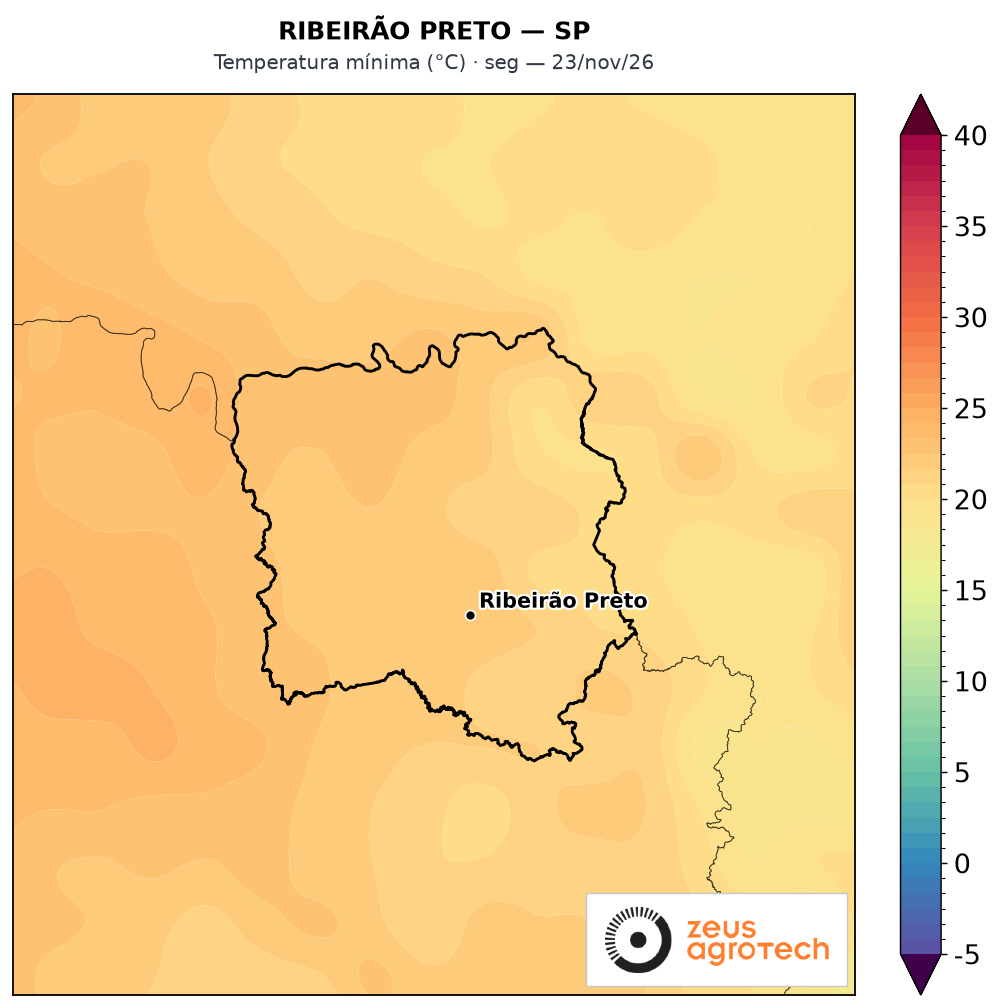 RIBEIRÃO PRETO — SP
Temperatura mínima (°C) · seg — 23/nov/26
40
35
30
25
20
15
10
5
0
-5
Ribeirão Preto
zeus
agrotech